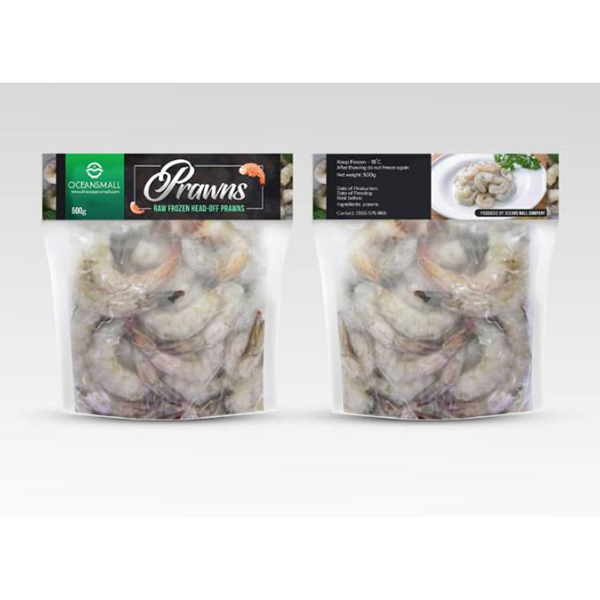 OCEANSMALL
500g
Prawns
RAW FROZEN HEAD-OFF PRAWNS
Keep Frozen - 18°C
After thawing do not freeze again
Net weight: 500g
Date of Production:
Date of Freezing:
Best before:
Ingredients: prawns
PRODUCED BY OCEANS MALL COMPANY